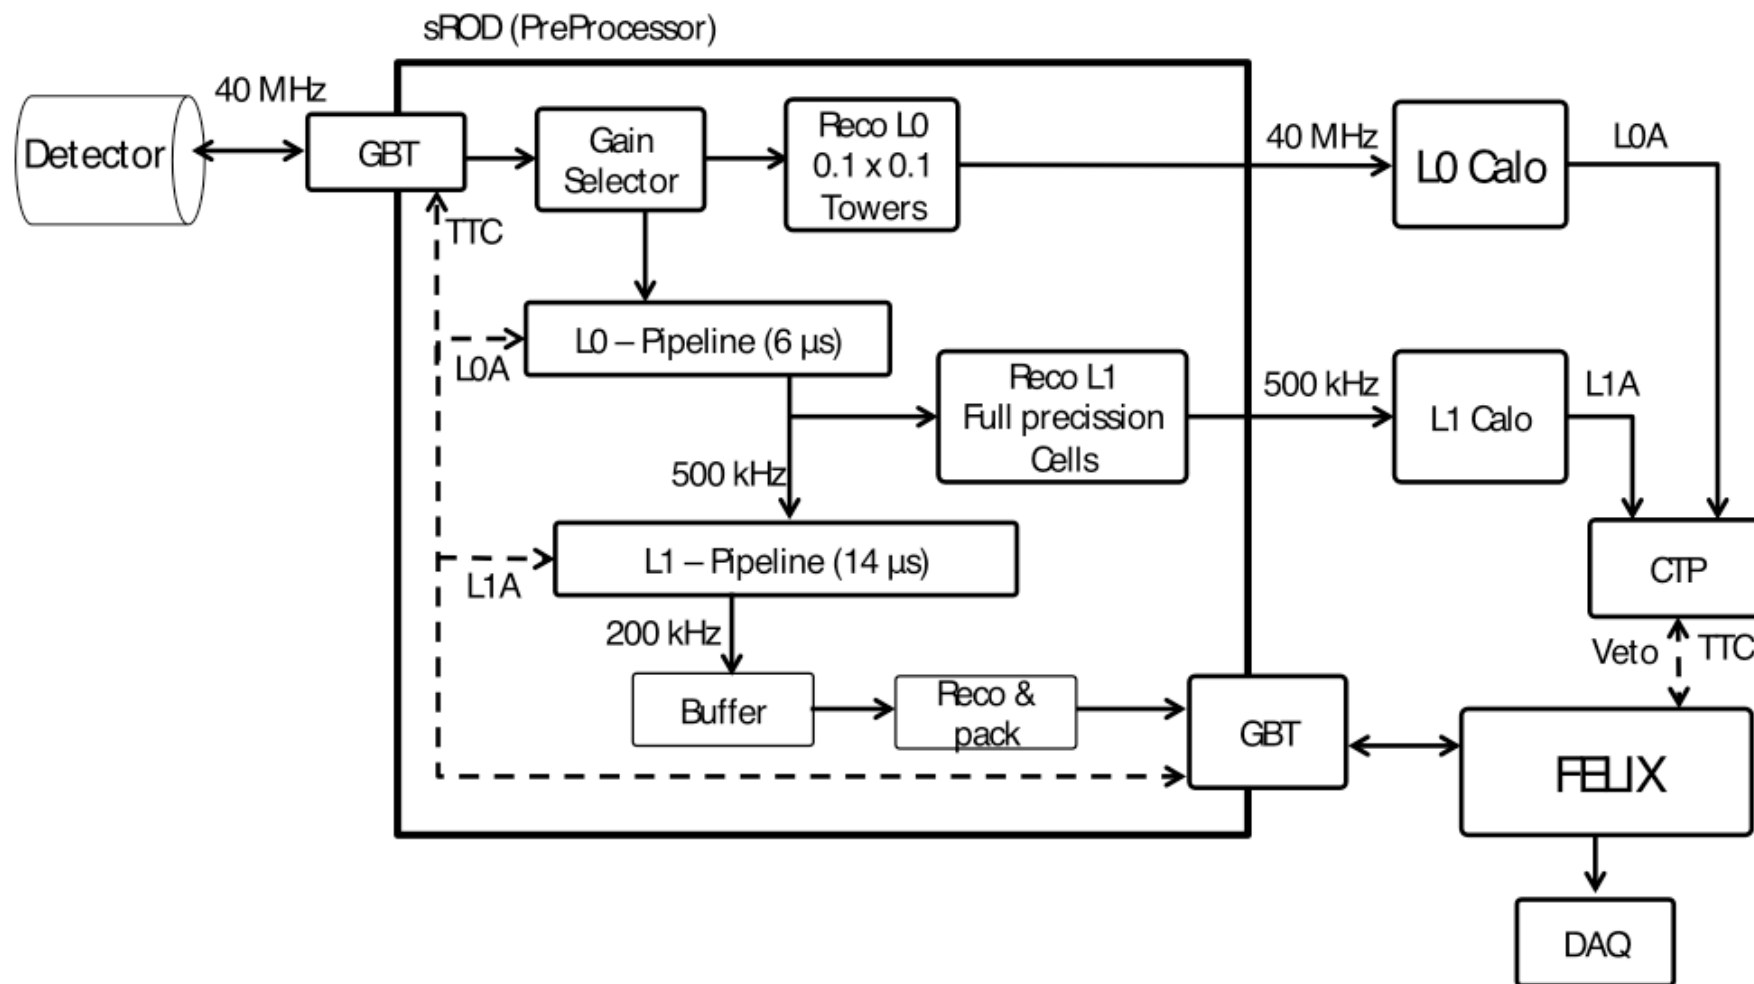 sROD (PreProcessor)
40 MHz
Detector
GBT
Gain
Selector
Reco L0
0.1 x 0.1
Towers
40 MHz
L0 Calo
L0A
TTC
L0 – Pipeline (6 µs)
L0A
Reco L1
Full precission
Cells
500 kHz
L1 Calo
L1A
500 kHz
L1 – Pipeline (14 µs)
L1A
CTP
200 kHz
Veto
TTC
Buffer
Reco &
pack
GBT
FELIX
DAQ